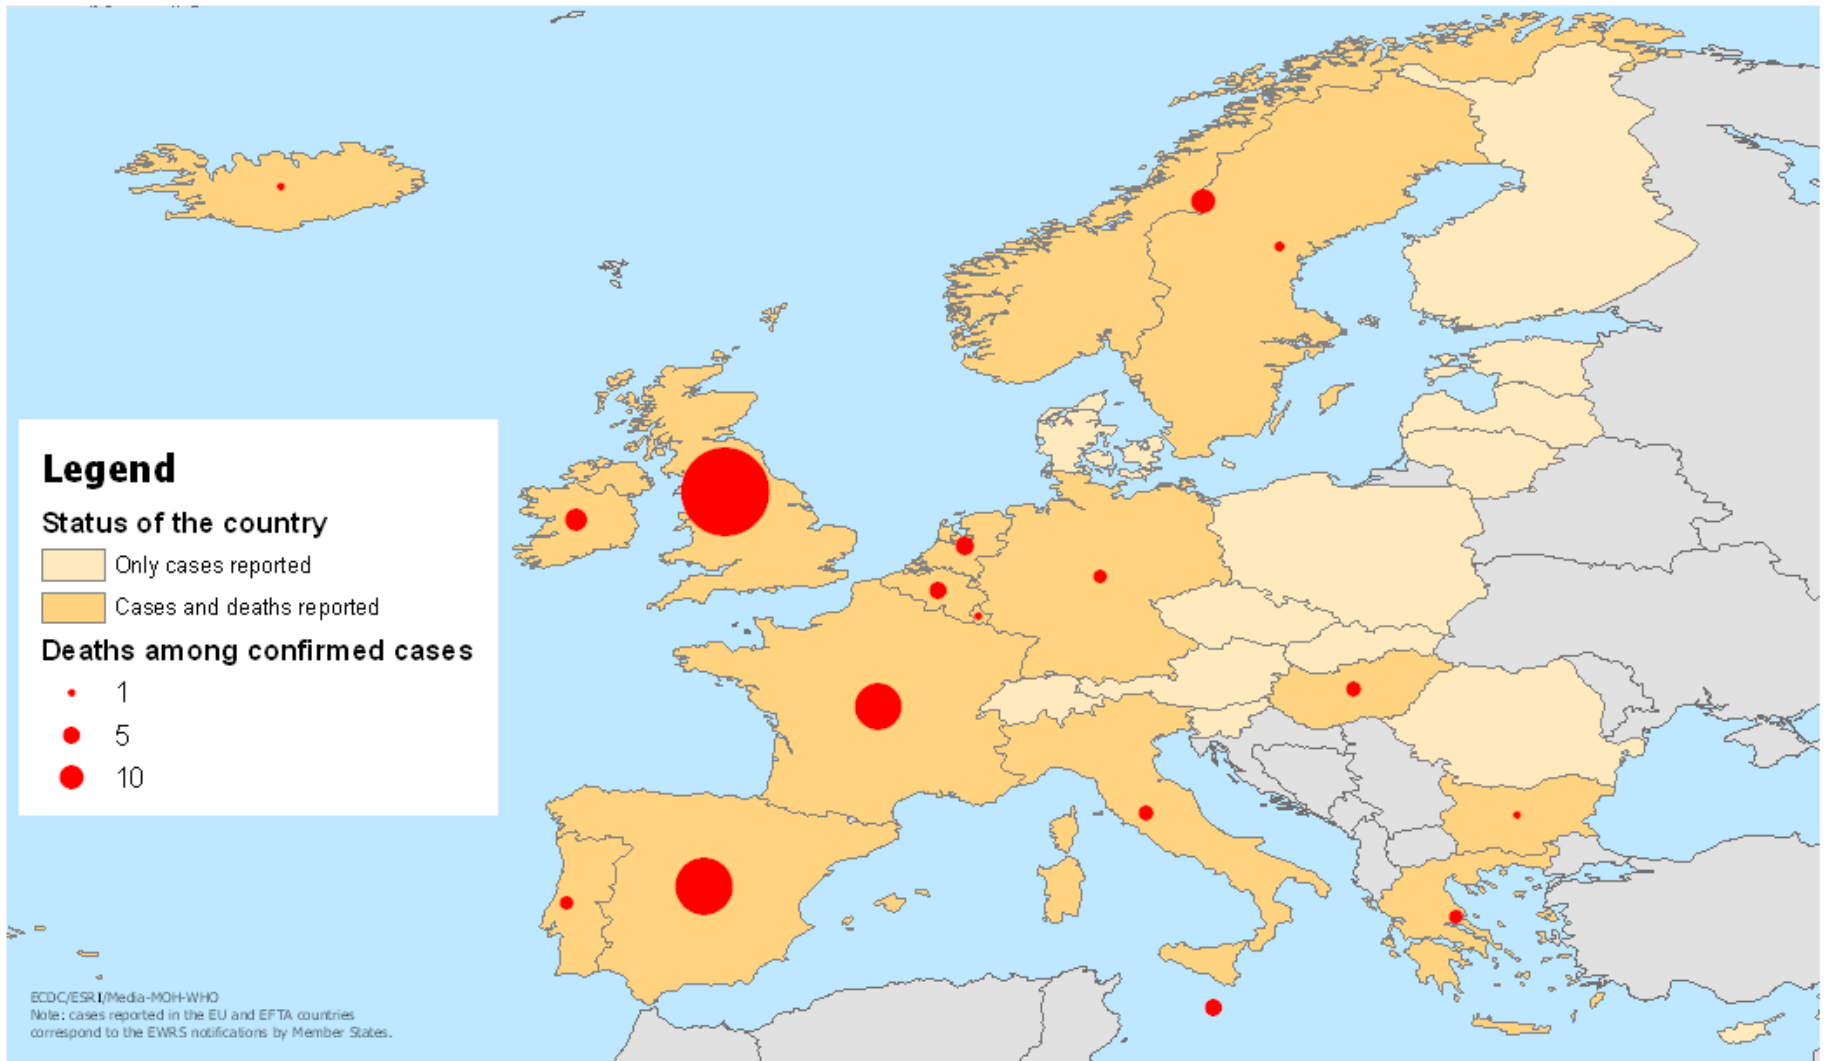 Legend
Status of the country
Only cases reported
Cases and deaths reported
Deaths among confirmed cases
1
5
10
ECDC/ESRI/Media-MOH-WHO
Note: cases reported in the EU and EFTA countries
correspond to the EWRS notifications by Member States.